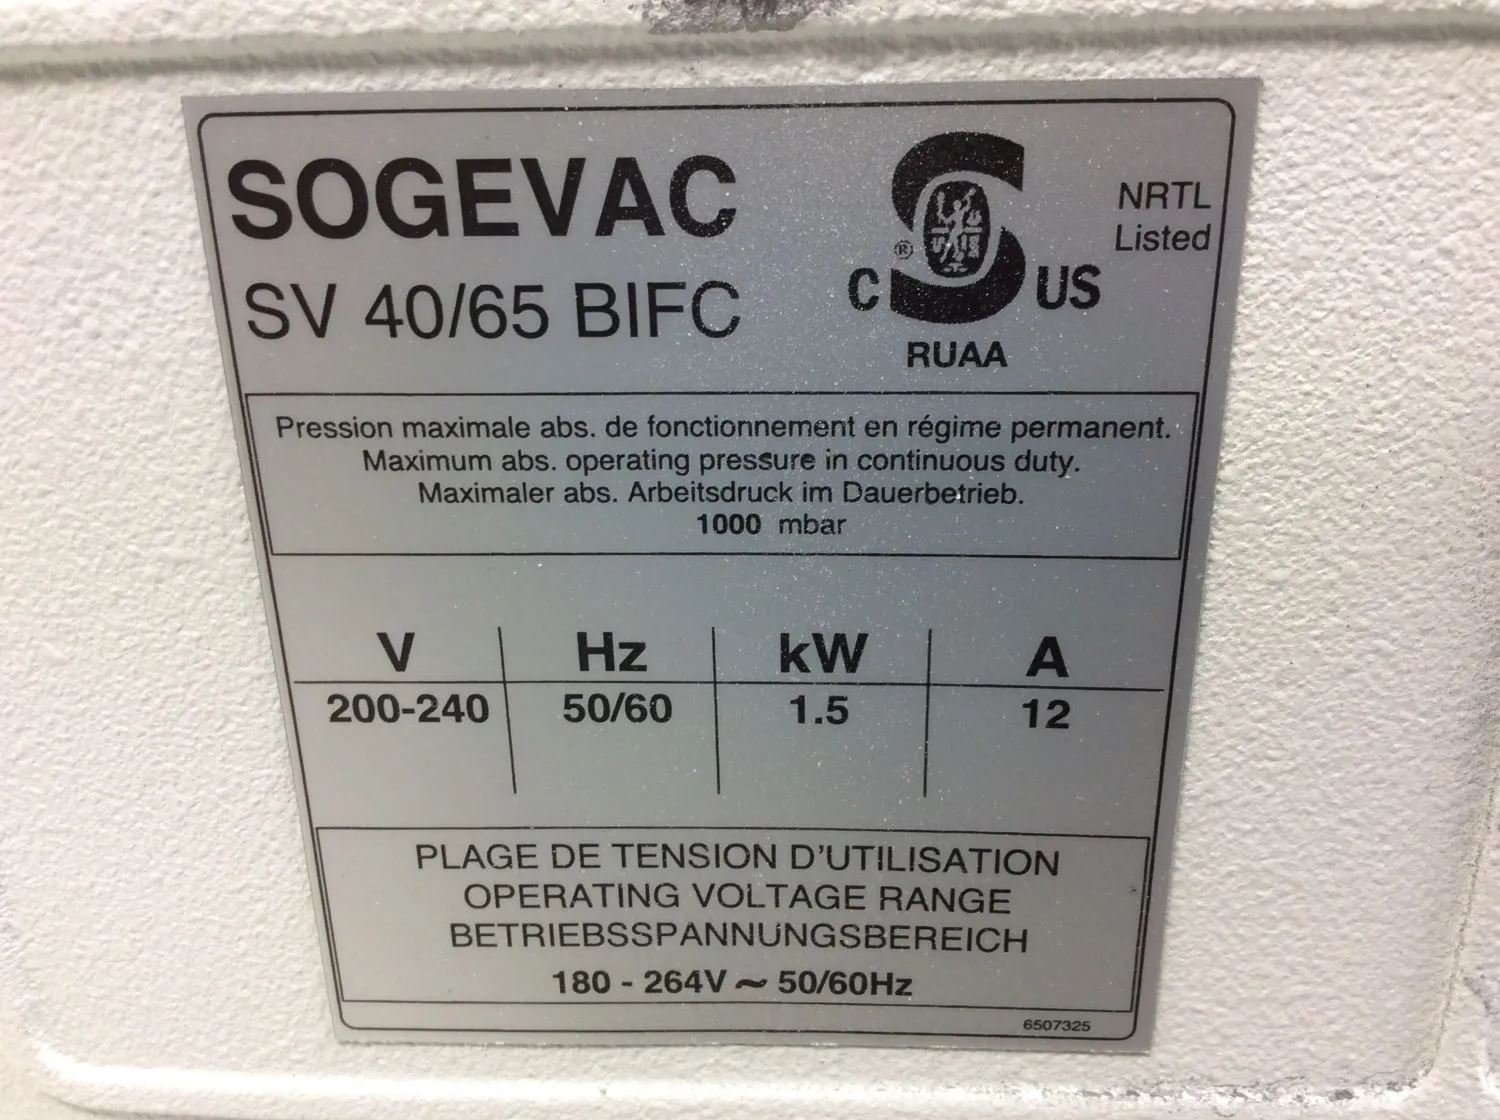 SOGEVAC
SV 40/65 BIFC
®
C US
RUAA
NRTL
Listed
Pression maximale abs. de fonctionnement en régime permanent.
Maximum abs. operating pressure in continuous duty.
Maximaler abs. Arbeitsdruck im Dauerbetrieb.
1000 mbar
V Hz kW A
200-240 50/60 1.5 12
PLAGE DE TENSION D'UTILISATION
OPERATING VOLTAGE RANGE
BETRIEBSSPANNUNGSBEREICH
180 - 264V ~ 50/60Hz
6507325